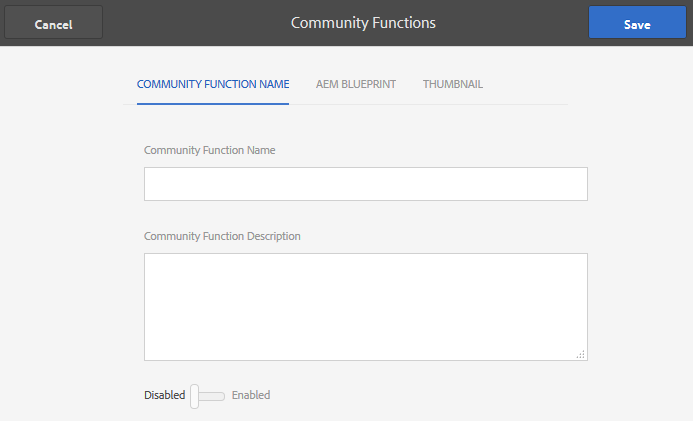 Cancel Community Functions Save
COMMUNITY FUNCTION NAME AEM BLUEPRINT THUMBNAIL
Community Function Name
Community Function Description
Disabled Enabled